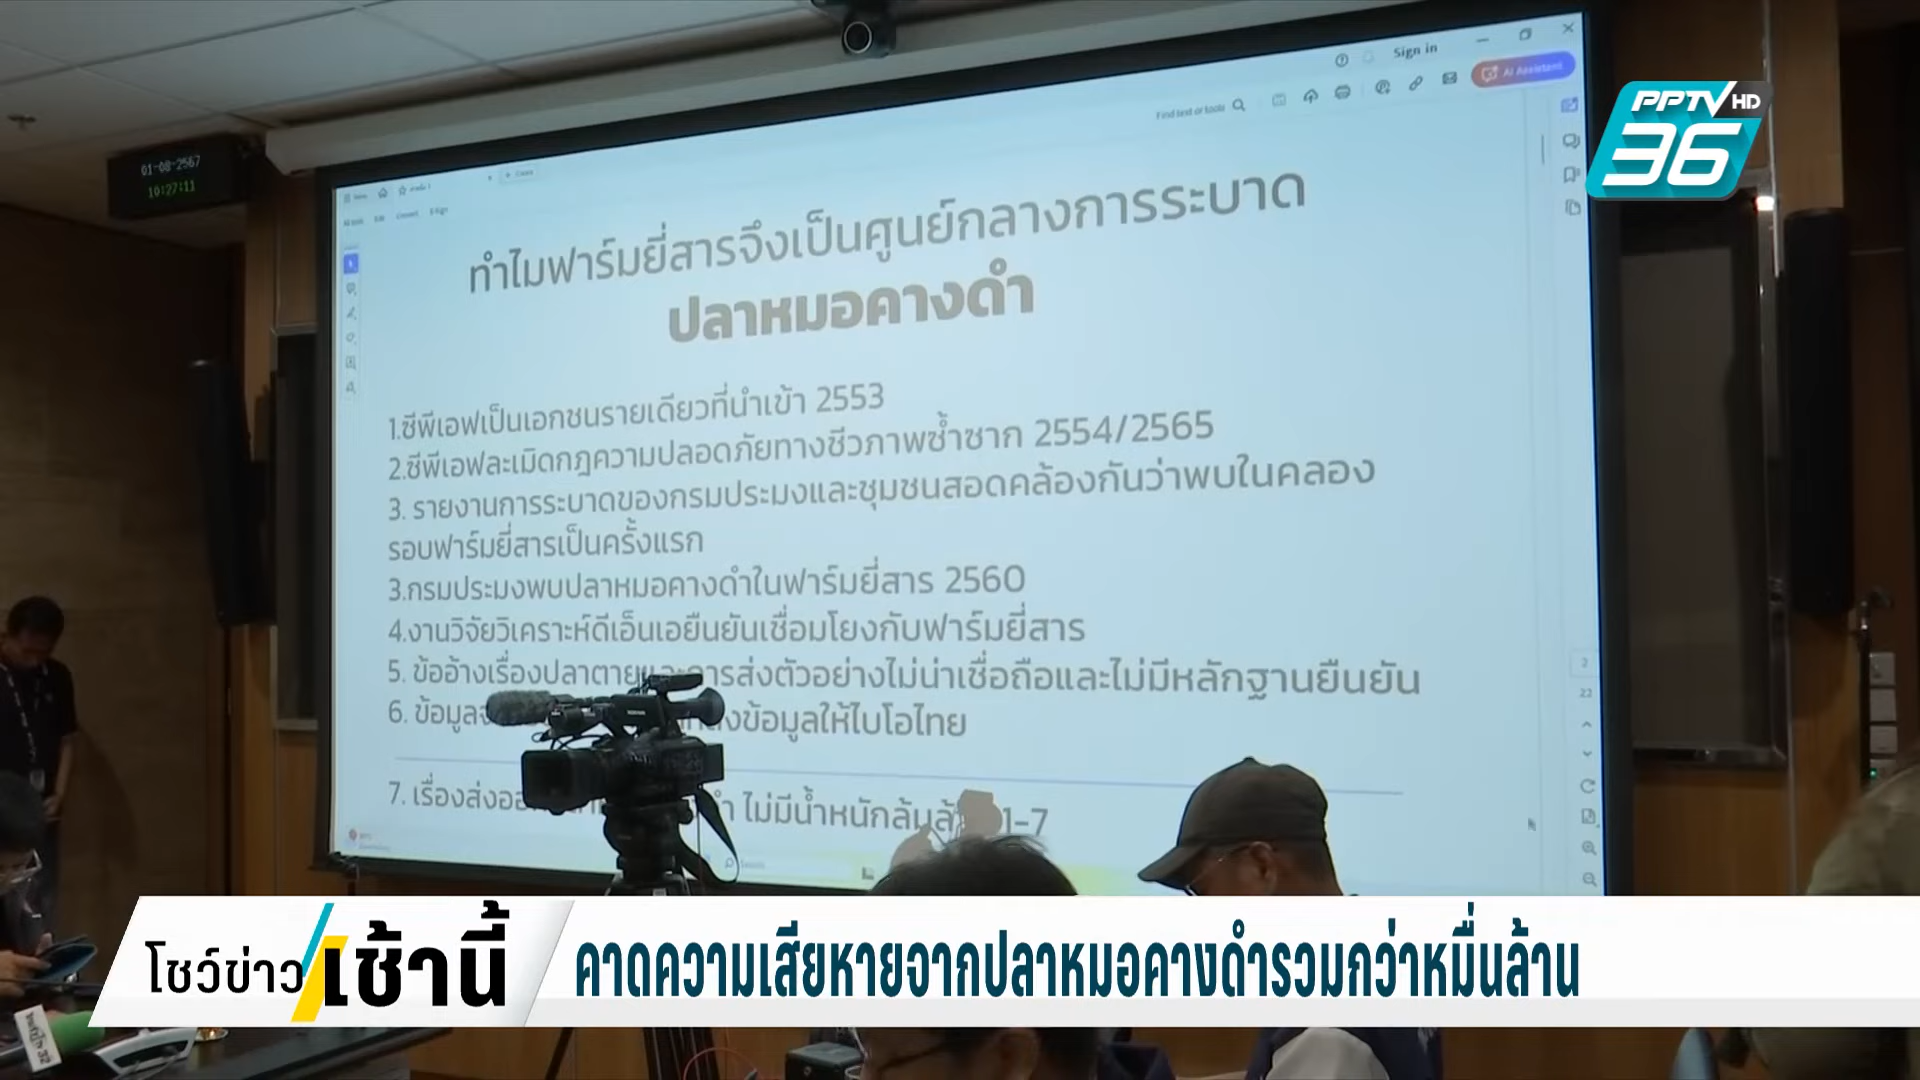 01-08-2567
10:27:11
Sign in
AI Assistant
Find text or tools
PPTV HD
36
Edit
Convert
E-Sign
ทำไมฟาร์มยี่สารจึงเป็นศูนย์กลางการระบาด
ปลาหมอคางดำ
1.ซีพีเอฟเป็นเอกชนรายเดียวที่นำเข้า 2553
2.ซีพีเอฟละเมิดกฎความปลอดภัยทางชีวภาพซ้ำซาก 2554/2565
3. รายงานการระบาดของกรมประมงและชุมชนสอดคล้องกันว่าพบในคลอง
รอบฟาร์มยี่สารเป็นครั้งแรก
3.กรมประมงพบปลาหมอคางดำในฟาร์มยี่สาร 2560
4.งานวิจัยวิเคราะห์ดีเอ็นเอยืนยันเชื่อมโยงกับฟาร์มยี่สาร
5. ข้ออ้างเรื่องปลาตายและการส่งตัวอย่างไม่น่าเชื่อถือและไม่มีหลักฐานยืนยัน
6. ข้อมูล ข้อมูลให้ไบโอไทย
7. เรื่องส่งออก ไม่มีน้ำหนักล้มล้าง 1-7
2
22
โชว์ข่าวเช้านี้
คาดความเสียหายจากปลาหมอคางดำรวมกว่าหมื่นล้าน
ไทยรัฐ 32